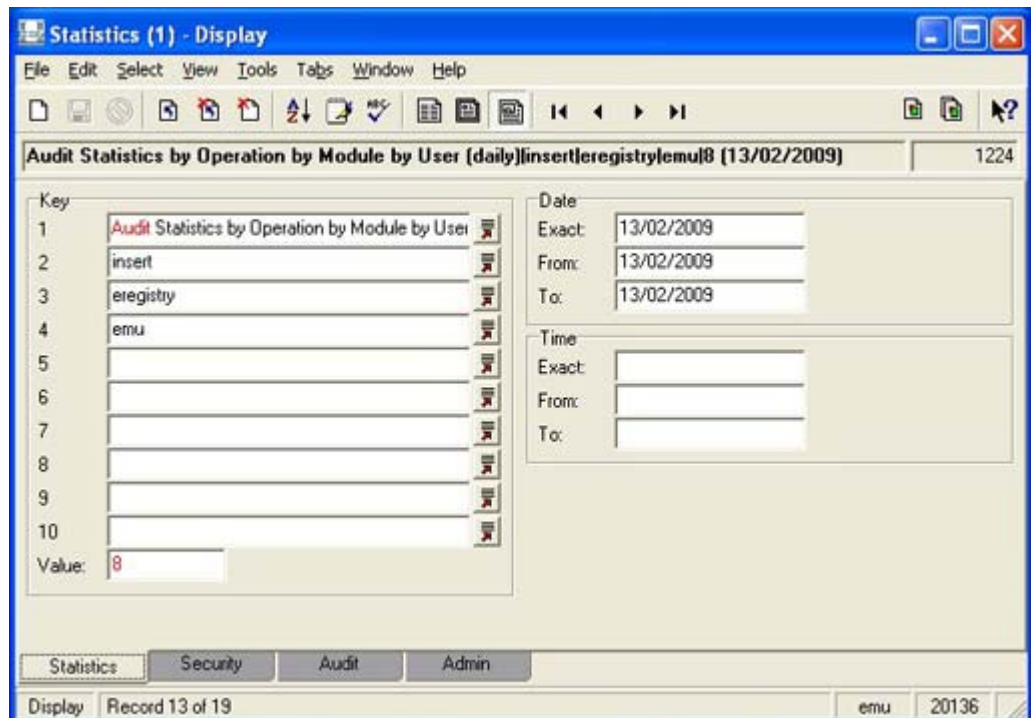 Statistics (1) - Display
File Edit Select View Tools Tabs Window Help
Audit Statistics by Operation by Module by User (daily)|insert|eregistry|emu|8 (13/02/2009) 1224
Key
1 Audit Statistics by Operation by Module by User
2 insert
3 eregistry
4 emu
5
6
7
8
9
10
Value: 8
Date
Exact: 13/02/2009
From: 13/02/2009
To: 13/02/2009
Time
Exact:
From:
To:
Statistics Security Audit Admin
Display Record 13 of 19 emu 20136